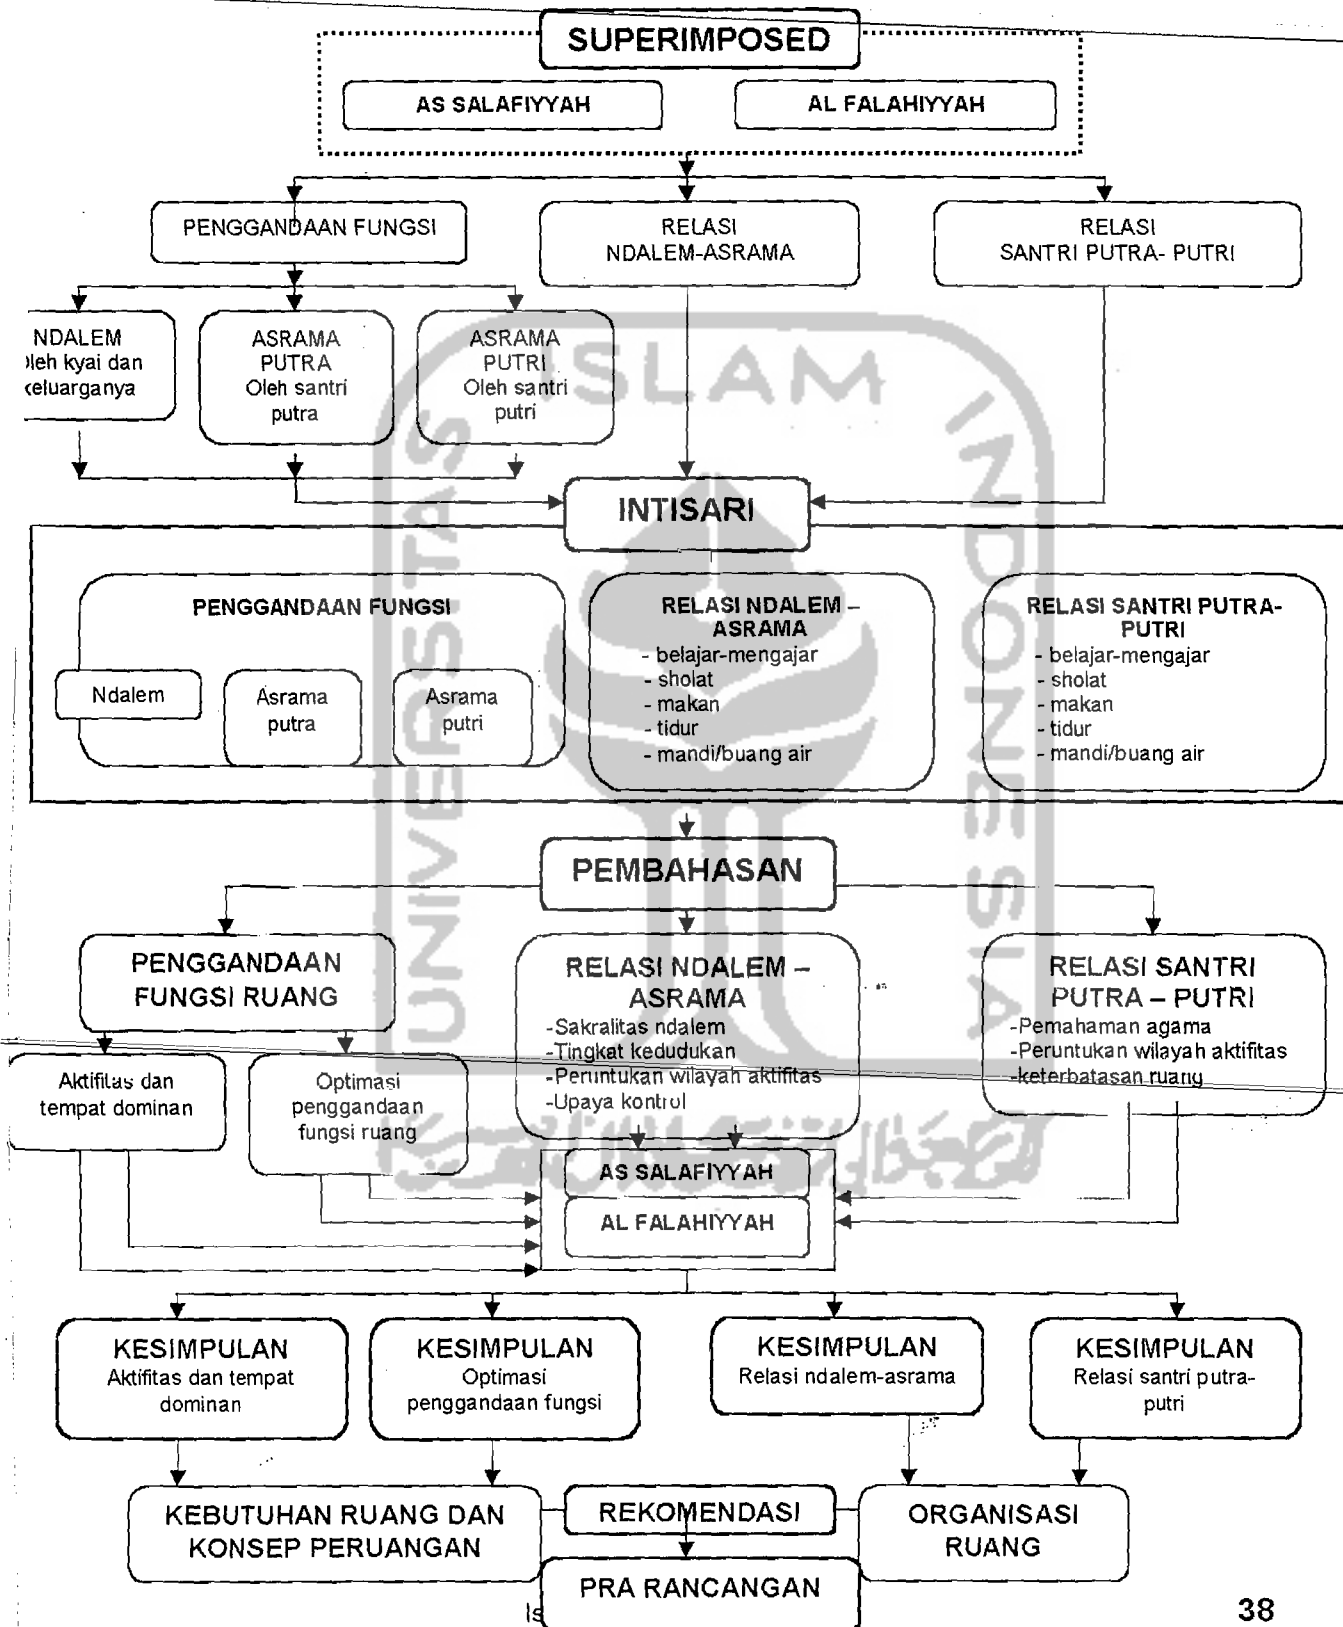 SUPERIMPOSED
AS SALAFIYYAH
AL FALAHIYYAH
PENGGANDAAN FUNGSI
RELASI
NDALEM-ASRAMA
RELASI
SANTRI PUTRA- PUTRI
NDALEM
kyai dan
ASRAMA
PUTRA
Oleh santri
putra
ASRAMA
PUTRI
Oleh santri
putri
INTISARI
PENGGANDAAN FUNGSI
Ndalem
Asrama
putra
Asrama
putri
RELASI NDALEM –
ASRAMA
- belajar-mengajar
- sholat
- makan
- tidur
- mandi/buang air
RELASI SANTRI PUTRA-
PUTRI
- belajar-mengajar
- sholat
- makan
- tidur
- mandi/buang air
PEMBAHASAN
PENGGANDAAN
FUNGSI RUANG
RELASI NDALEM –
ASRAMA
-Sakralitas ndalem
-Tingkat kedudukan
-Peruntukan wilayah aktifitas
-Upaya kontrol
RELASI SANTRI
PUTRA – PUTRI
-Pemahaman agama
-Peruntukan wilayah aktifitas
-keterbatasan ruang
Aktifitas dan
tempat dominan
Optimasi
penggandaan
fungsi ruang
AS SALAFIYYAH
AL FALAHIYYAH
KESIMPULAN
Aktifitas dan tempat
dominan
KESIMPULAN
Optimasi
penggandaan fungsi
KESIMPULAN
Relasi ndalem-asrama
KESIMPULAN
Relasi santri putra-
putri
KEBUTUHAN RUANG DAN
KONSEP PERUANGAN
REKOMENDASI
ORGANISASI
RUANG
PRA RANCANGAN
38
UNIVERSITAS
ISLAM
INDONESIA